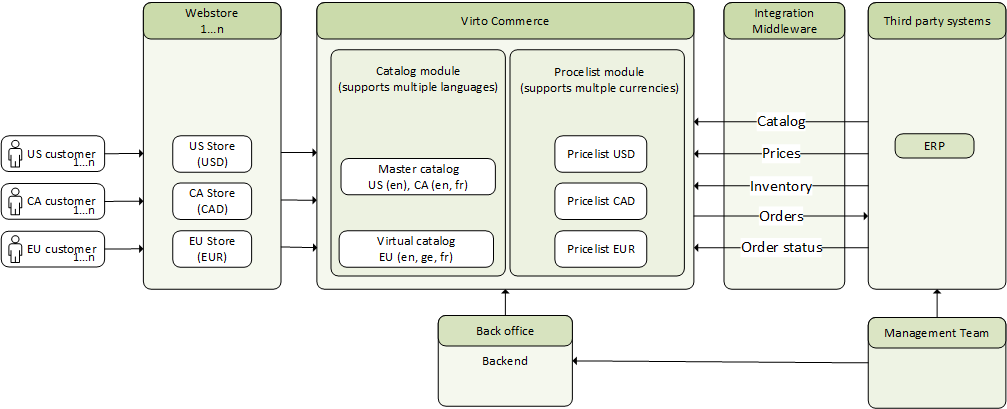 Webstore
1...n
Virto Commerce
Integration
Middleware
Third party systems
Catalog module
(supports multiple languages)
Procelist module
(supports multple currencies)
Catalog
ERP
US customer
1...n
US Store
(USD)
Master catalog
US (en), CA (en, fr)
Pricelist USD
Prices
Inventory
CA customer
1...n
CA Store
(CAD)
Pricelist CAD
Orders
EU customer
1...n
EU Store
(EUR)
Virtual catalog
EU (en, ge, fr)
Pricelist EUR
Order status
Back office
Backend
Management Team